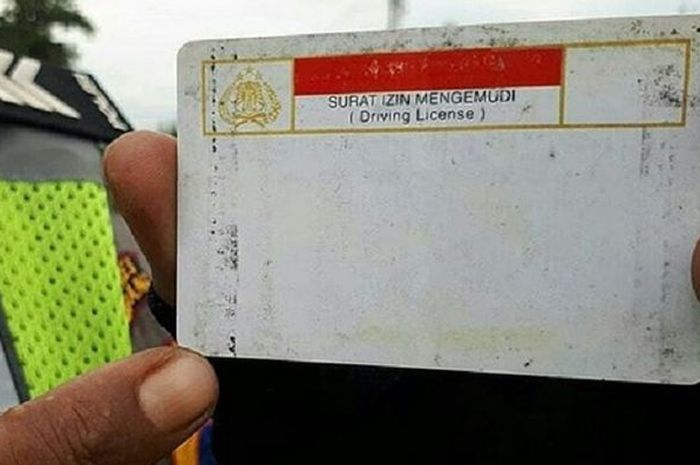 SURAT IZIN MENGEMUDI
( Driving License )